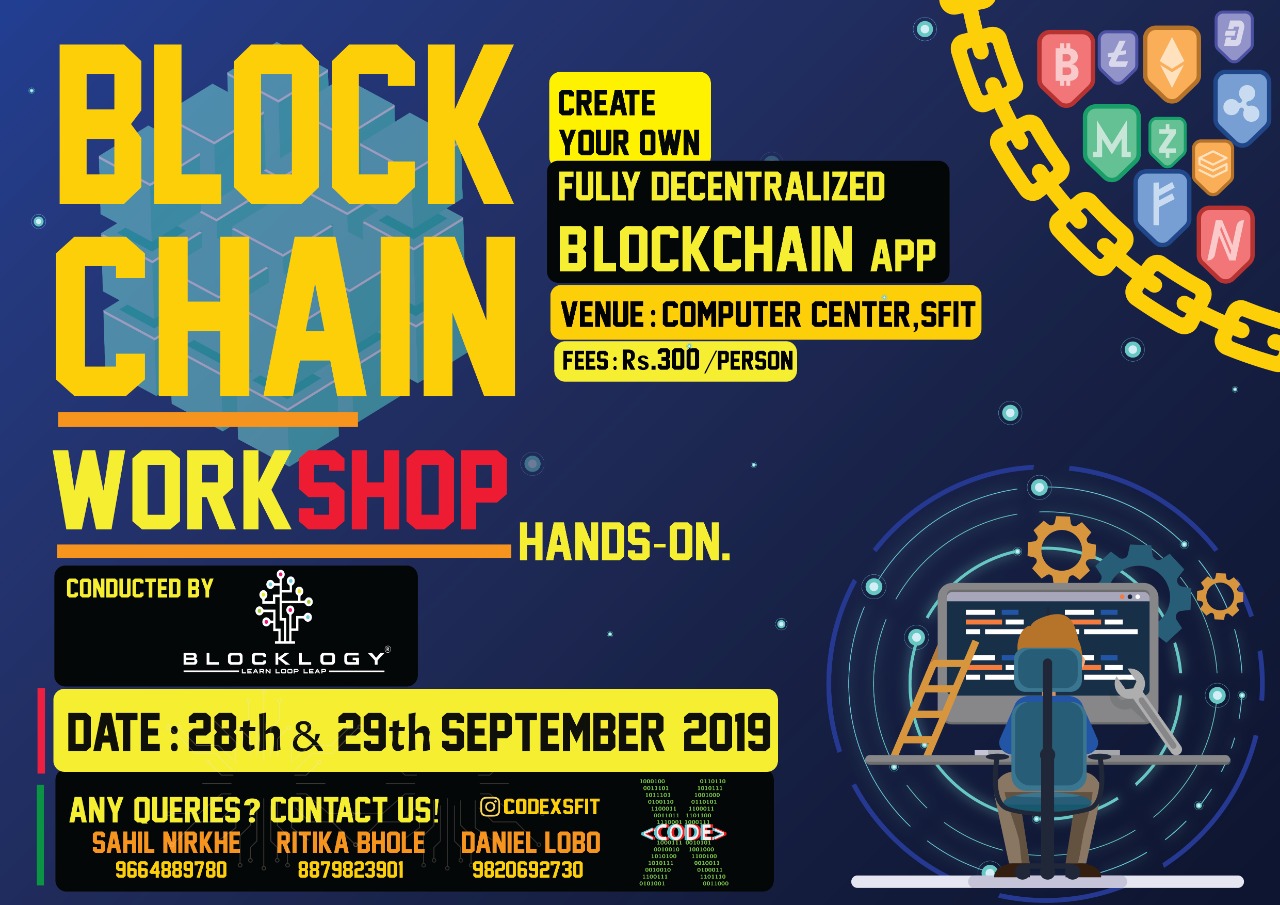 BLOCK
CHAIN
WORKSHOP
HANDS-ON.
CREATE
YOUR OWN
FULLY DECENTRALIZED
BLOCKCHAIN APP
VENUE : COMPUTER CENTER,SFIT
FEES : Rs.300 /PERSON
CONDUCTED BY
BLOCKLOGY®
LEARN LOOP LEAP
DATE : 28th & 29th SEPTEMBER 2019
ANY QUERIES? CONTACT US!
CODEXSFIT
SAHIL NIRKHE RITIKA BHOLE DANIEL LOBO
9664889780 8879823901 9820692730
<CODE>